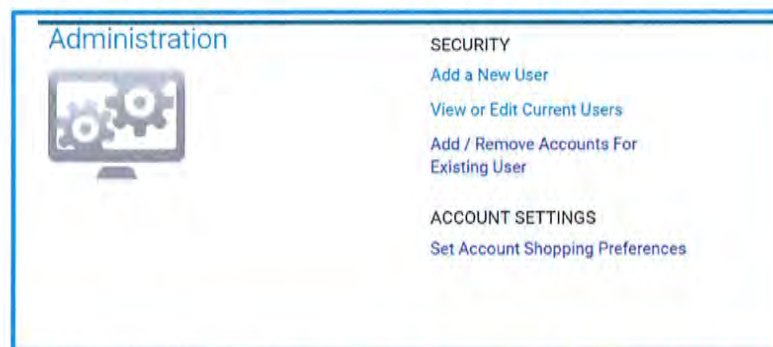 Administration
SECURITY
Add a New User
View or Edit Current Users
Add / Remove Accounts For
Existing User
ACCOUNT SETTINGS
Set Account Shopping Preferences